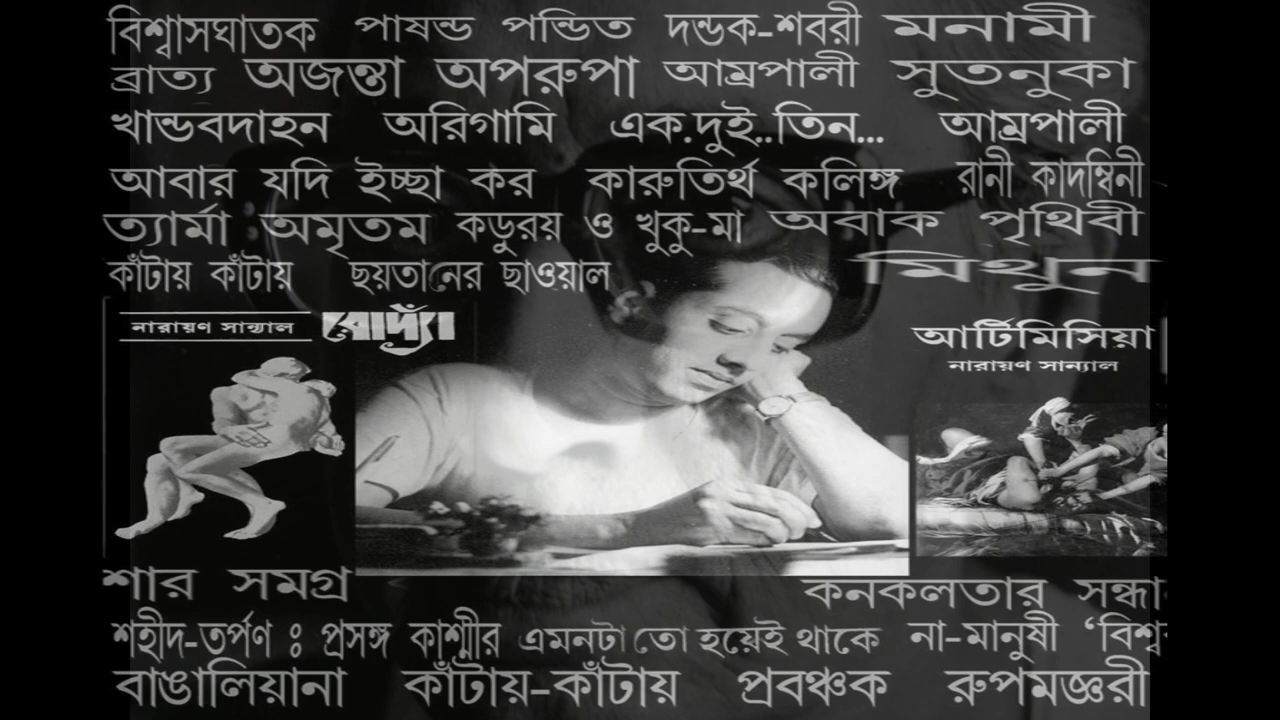 বিশ্বাসঘাতক পাষন্ড পন্ডিত দন্ডক-শবরী মনামী
ব্রাত্য অজন্তা অপরুপা আম্রপালী সুতনুকা
খান্ডবদাহন অরিগামি এক.দুই..তিন... আম্রপালী
আবার যদি ইচ্ছা কর কারুতির্থ কলিঙ্গ রানী কাদম্বিনী
ত্যার্মা অমৃতম কড়ুরয় ও খুকু-মা অবাক পৃথিবী
কাঁটায় কাঁটায় ছয়তানের ছাওয়াল মিথুন
নারায়ণ সান্যাল রোদ্যাঁ
আর্টিমিসিয়া
নারায়ণ সান্যাল
শার সমগ্র কনকলতার সন্ধা
শহীদ-তর্পণ ঃ প্রসঙ্গ কাশ্মীর এমনটা তো হয়েই থাকে না-মানুষী ‘বিশ্ব
বাঙালিয়ানা কাঁটায়-কাঁটায় প্রবঞ্চক রুপমঞ্জরী